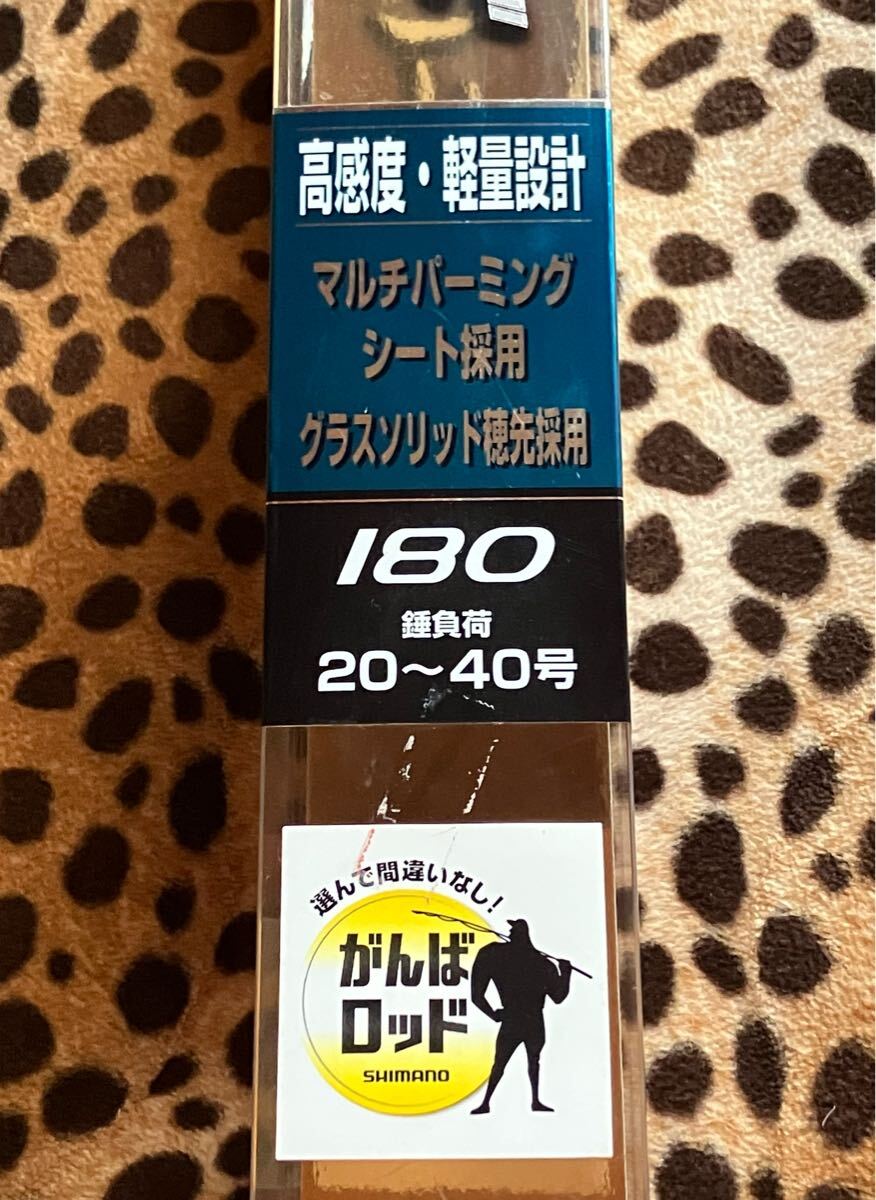 高感度・軽量設計
マルチパーミング
シート採用
グラスソリッド穂先採用
180
錘負荷
20～40号
選んで間違いなし!
がんば
ロッド
SHIMANO